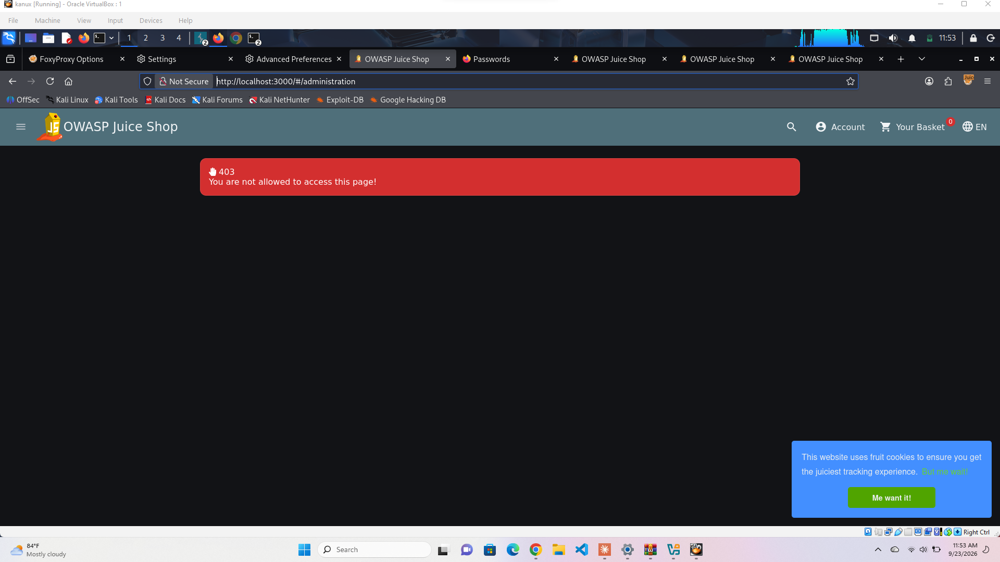 kanux [Running] - Oracle VirtualBox : 1
File Machine View Input Devices Help
1 2 3 4 2 2 11:53
FoxyProxy Options Settings Advanced Preferences OWASP Juice Shop Passwords OWASP Juice Shop OWASP Juice Shop OWASP Juice Shop
Not Secure http://localhost:3000/#/administration Juic
OffSec Kali Linux Kali Tools Kali Docs Kali Forums Kali NetHunter Exploit-DB Google Hacking DB
JS OWASP Juice Shop Account Your Basket 0 EN
403
You are not allowed to access this page!
This website uses fruit cookies to ensure you get
the juiciest tracking experience. But me wait!
Me want it!
Right Ctrl
84°F
Mostly cloudy
Search
11:53 AM
9/23/2026